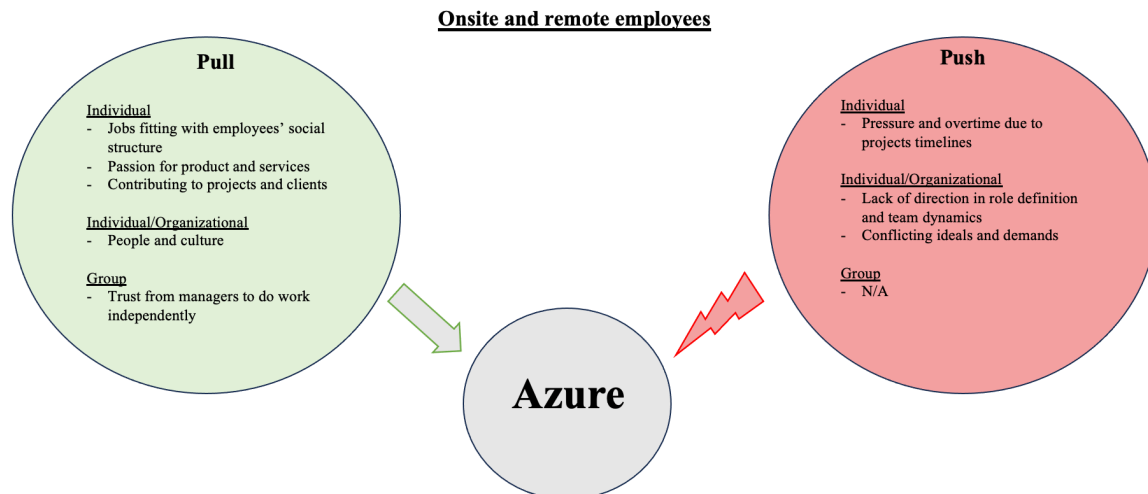 Onsite and remote employees
Pull
Individual
- Jobs fitting with employees’ social
structure
- Passion for product and services
- Contributing to projects and clients
Individual/Organizational
- People and culture
Group
- Trust from managers to do work
independently
Push
Individual
- Pressure and overtime due to
projects timelines
Individual/Organizational
- Lack of direction in role definition
and team dynamics
- Conflicting ideals and demands
Group
- N/A
Azure